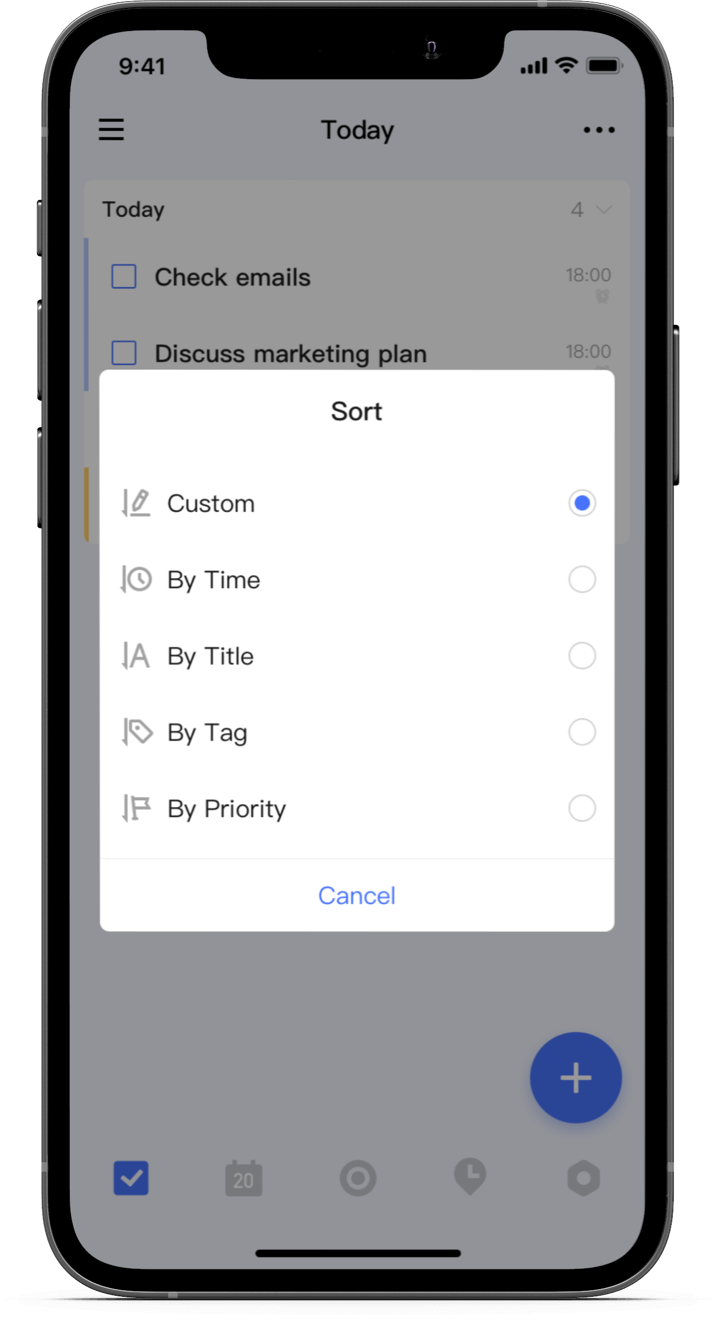 9:41
Today
Today 4
Check emails 18:00
Discuss marketing plan 18:00
Sort
Custom
By Time
By Title
By Tag
By Priority
Cancel
20